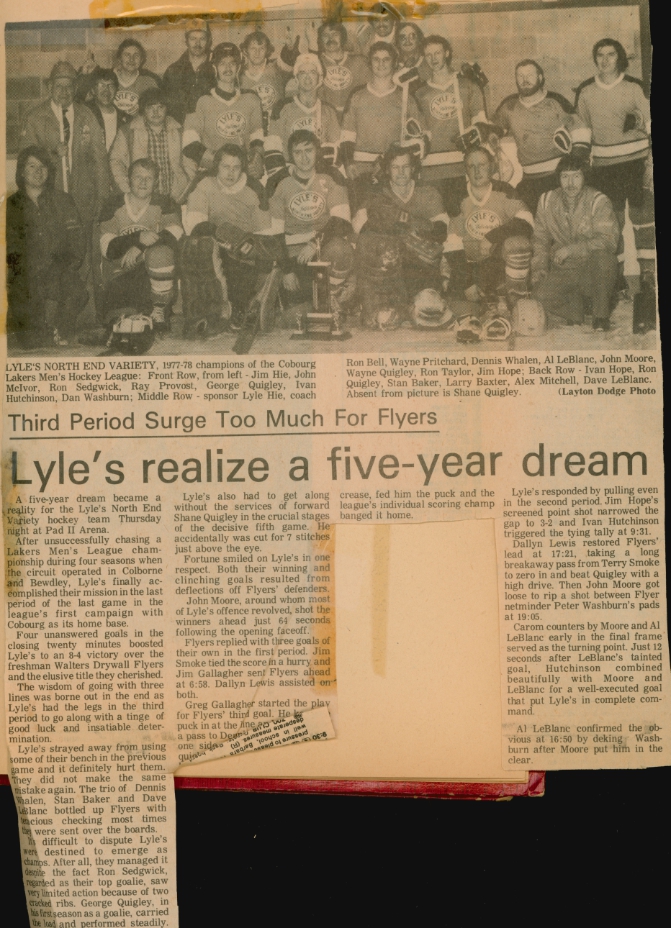 LYLE'S NORTH END VARIETY, 1977-78 champions of the Cobourg
Lakers Men's Hockey League: Front Row, from left - Jim Hie, John
McIvor, Ron Sedgwick, Ray Provost, George Quigley, Ivan
Hutchinson, Dan Washburn; Middle Row - sponsor Lyle Hie, coach
Ron Bell, Wayne Pritchard, Dennis Whalen, Al LeBlanc, John Moore,
Wayne Quigley, Ron Taylor, Jim Hope; Back Row - Ivan Hope, Ron
Quigley, Stan Baker, Larry Baxter, Alex Mitchell, Dave LeBlanc.
Absent from picture is Shane Quigley. (Layton Dodge Photo
Third Period Surge Too Much For Flyers
Lyle's realize a five-year dream
A five-year dream became a
reality for the Lyle's North End
Variety hockey team Thursday
night at Pad II Arena.
After unsuccessfully chasing a
Lakers Men's League cham-
pionship during four seasons when
the circuit operated in Colborne
and Bewdley, Lyle's finally ac-
complished their mission in the last
period of the last game in the
league's first campaign with
Cobourg as its home base.
Four unanswered goals in the
closing twenty minutes boosted
Lyle's to an 8-4 victory over the
freshman Walters Drywall Flyers
and the elusive title they cherished.
The wisdom of going with three
lines was borne out in the end as
Lyle's had the legs in the third
period to go along with a tinge of
good luck and insatiable deter-
mination.
Lyle's strayed away from using
some of their bench in the previous
game and it definitely hurt them.
They did not make the same
mistake again. The trio of Dennis
Whalen, Stan Baker and Dave
LeBlanc bottled up Flyers with
tenacious checking most times
they were sent over the boards.
It's difficult to dispute Lyle's
were destined to emerge as
champs. After all, they managed it
despite the fact Ron Sedgwick,
regarded as their top goalie, saw
very limited action because of two
cracked ribs. George Quigley, in
his first season as a goalie, carried
the load and performed steadily.
Lyle's also had to get along
without the services of forward
Shane Quigley in the crucial stages
of the decisive fifth game. He
accidentally was cut for 7 stitches
just above the eye.
Fortune smiled on Lyle's in one
respect. Both their winning and
clinching goals resulted from
deflections off Flyers' defenders.
John Moore, around whom most
of Lyle's offence revolved, shot the
winners ahead just 64 seconds
following the opening faceoff.
Flyers replied with three goals of
their own in the period. Jim
Smoke tied the score in a hurry and
Jim Gallagher sent Flyers ahead
at 6:58. Dallyn Lewis assisted on
both.
Greg Gallagher started the play
for Flyers' third goal. He
puck in at the line
a pass to
one side
crease, fed him the puck and the
league's individual scoring champ
banged it home.
Lyle's responded by pulling even
in the second period. Jim Hope's
screened point shot narrowed the
gap to 3-2 and Ivan Hutchinson
triggered the tying tally at 9:31.
Dallyn Lewis restored Flyers'
lead at 17:21, taking a long
breakaway pass from Terry Smoke
to zero in and beat Quigley with a
high drive. Then John Moore got
loose to rip a shot between Flyer
netminder Peter Washburn's pads
at 19:05.
Carom counters by Moore and Al
LeBlanc early in the final frame
served as the turning point. Just 12
seconds after LeBlanc's tainted
goal, Hutchinson combined
beautifully with Moore and
LeBlanc for a well-executed goal
that put Lyle's in complete com-
mand.
Al LeBlanc confirmed the ob-
vious at 16:50 by deking Wash-
burn after Moore put him in the
clear.